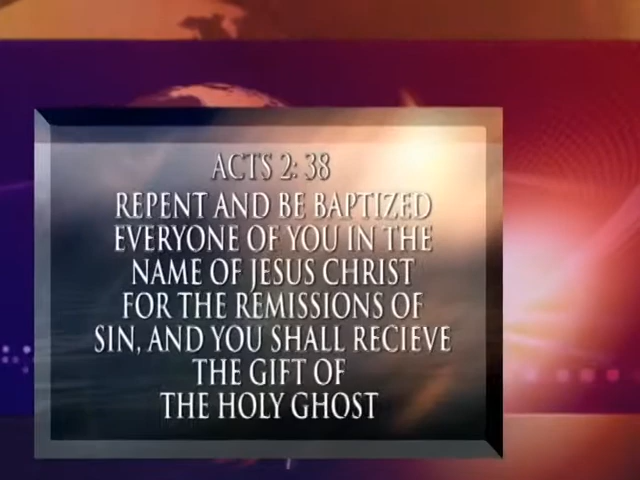 ACTS 2: 38
REPENT AND BE BAPTIZED
EVERYONE OF YOU IN THE
NAME OF JESUS CHRIST
FOR THE REMISSIONS OF
SIN, AND YOU SHALL RECIEVE
THE GIFT OF
THE HOLY GHOST